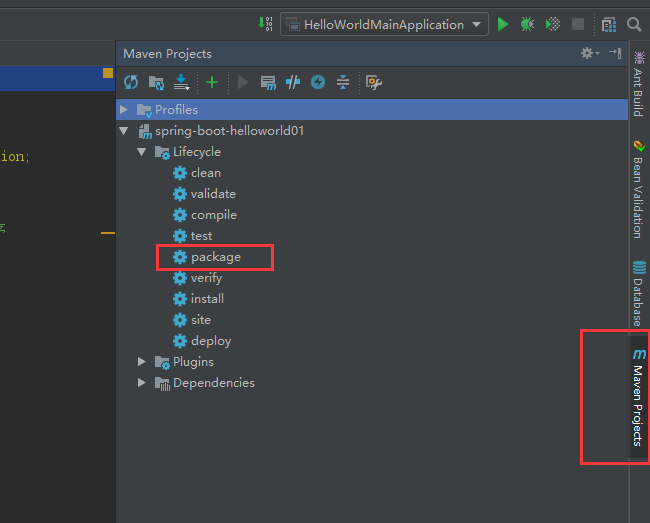 HelloWorldMainApplication
Maven Projects
Profiles
spring-boot-helloworld01
Lifecycle
clean
validate
compile
test
package
verify
install
site
deploy
Plugins
Dependencies
ion;
Ant Build
Bean Validation
Database
m Maven Projects